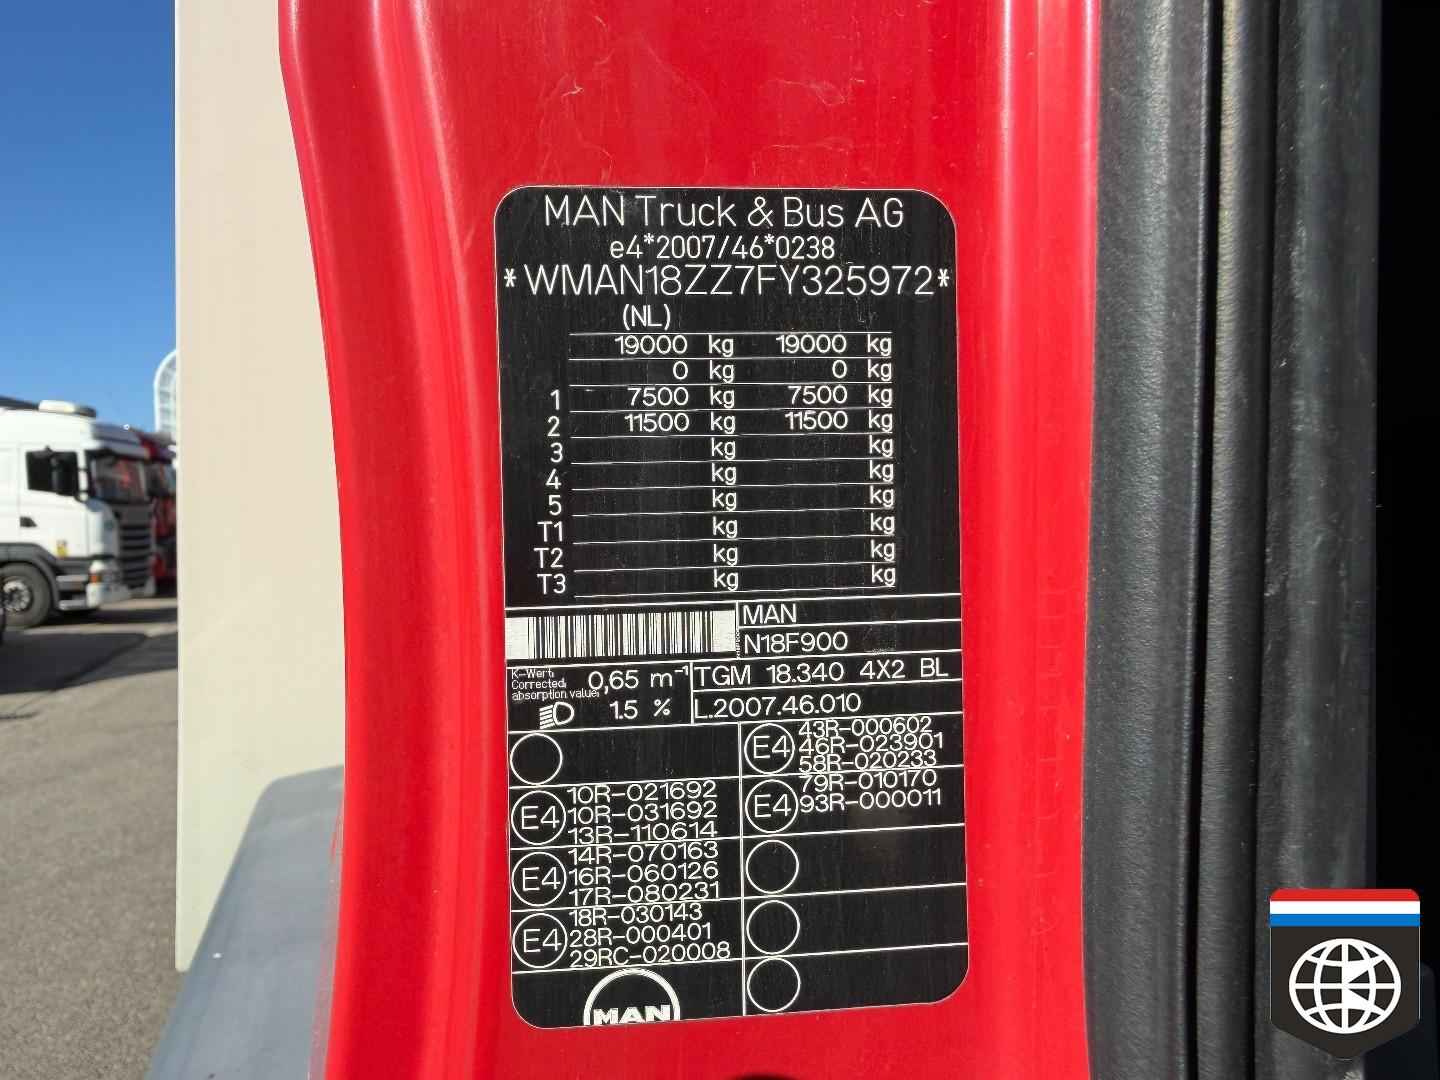 MAN Truck & Bus AG
e4*2007/46*0238
*WMAN18ZZ7FY325972*
(NL)
19000 kg 19000 kg
0 kg 0 kg
1 7500 kg 7500 kg
2 11500 kg 11500 kg
3 kg kg
4 kg kg
5 kg kg
T1 kg kg
T2 kg kg
T3 kg kg
MAN
N18F900
K-Wert,
Corrected,
absorption value,
0,65 m⁻¹
TGM 18.340 4X2 BL
1.5 %
L.2007.46.010
E4
43R-000602
46R-023901
58R-020233
E4
10R-021692
10R-031692
13R-110614
E4
79R-010170
93R-000011
E4
14R-070163
16R-060126
17R-080231
E4
18R-030143
28R-000401
29RC-020008
MAN